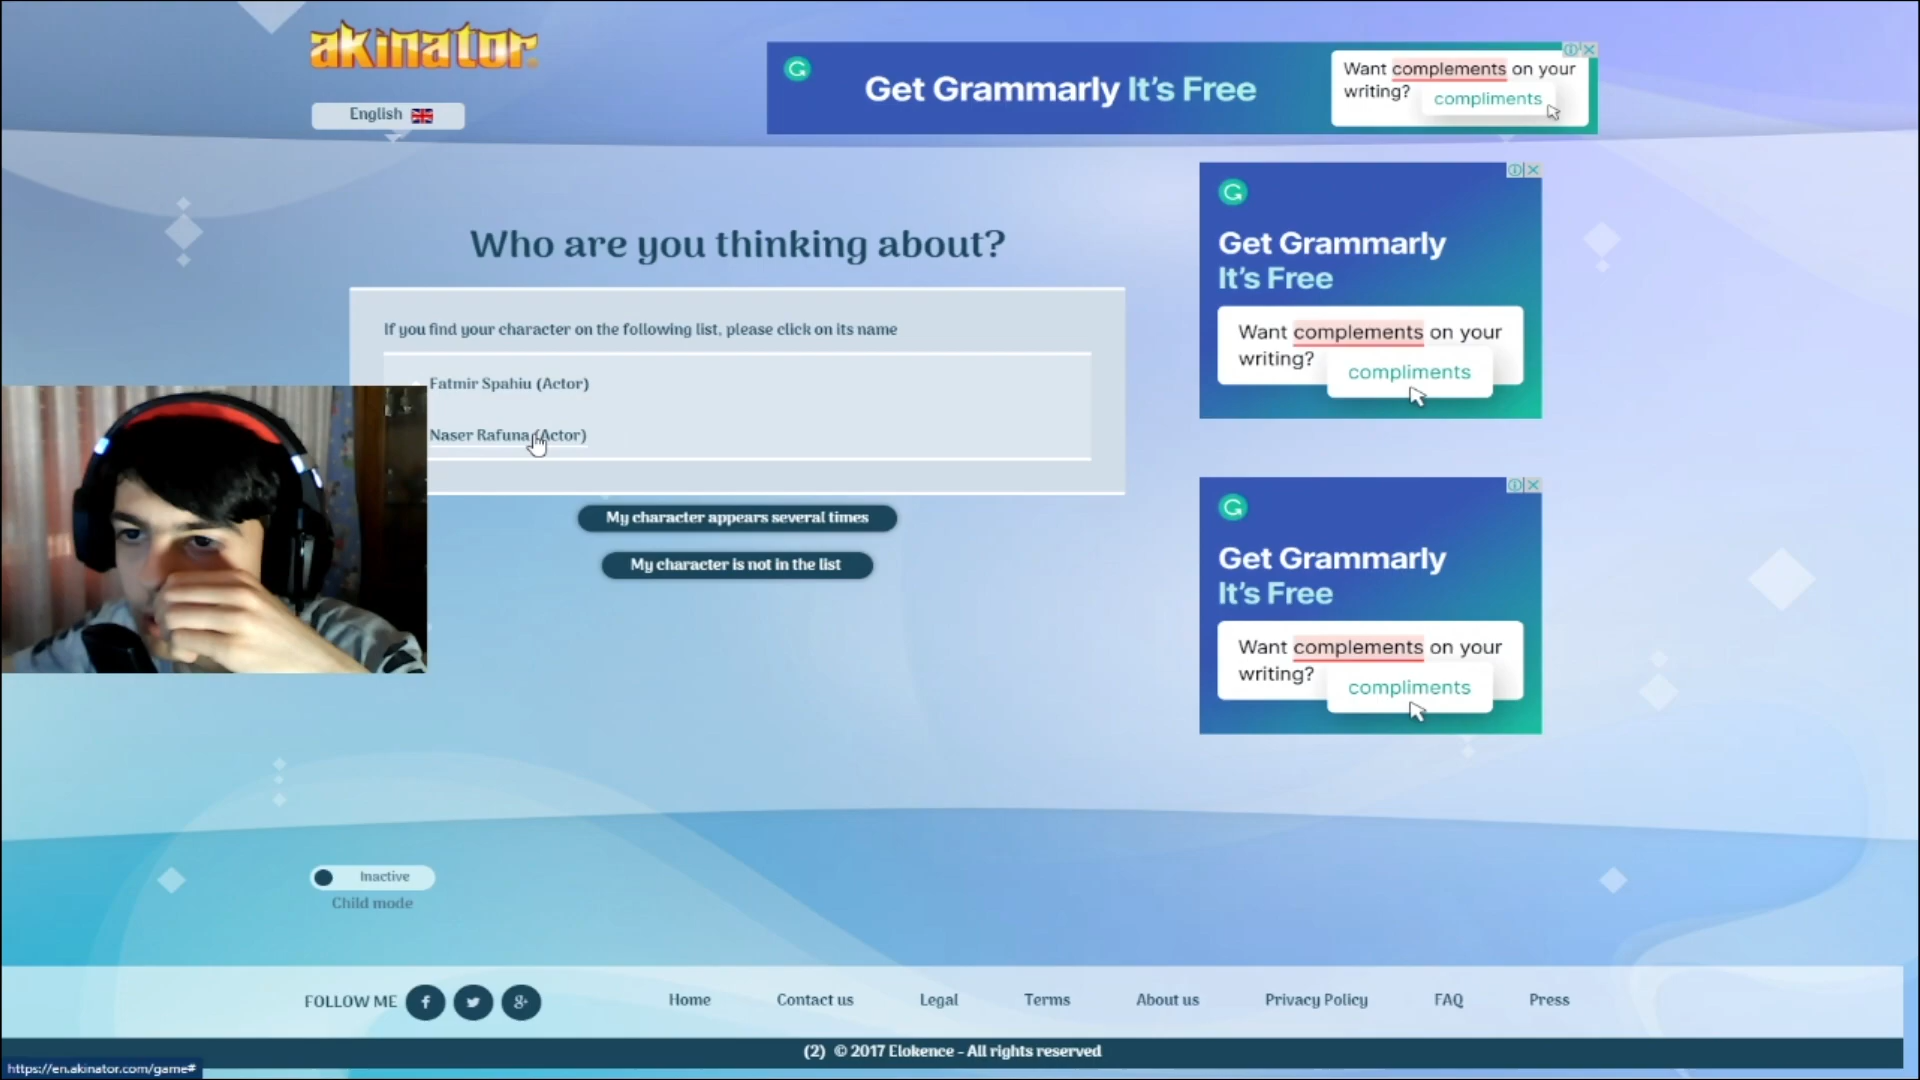 akinator
English
Get Grammarly It's Free
Want complements on your
writing?
compliments
Get Grammarly
It's Free
Want complements on your
writing?
compliments
Who are you thinking about?
If you find your character on the following list, please click on its name
Fatmir Spahiu (Actor)
Naser Rafuna (Actor)
My character appears several times
My character is not in the list
Get Grammarly
It's Free
Want complements on your
writing?
compliments
Inactive
Child mode
FOLLOW ME
Home
Contact us
Legal
Terms
About us
Privacy Policy
FAQ
Press
(2) © 2017 Elokence - All rights reserved
https://en.akinator.com/game#